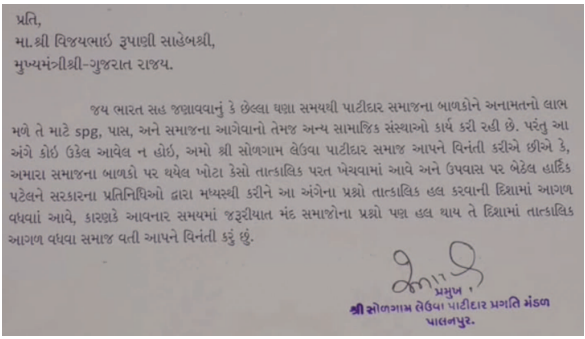 પ્રતિ,
મા.શ્રી વિજયભાઇ રૂપાણી સાહેબશ્રી,
મુખ્યમંત્રીશ્રી-ગુજરાત રાજય.
જય ભારત સહ જણાવવાનું કે છેલ્લા ઘણા સમયથી પાટીદાર સમાજના બાળકોને અનામતનો લાભ
મળે તે માટે spg, પાસ, અને સમાજના આગેવાનો તેમજ અન્ય સામાજિક સંસ્થાઓ કાર્ય કરી રહી છે. પરંતુ આ
અંગે કોઇ ઉકેલ આવેલ ન હોઇ, અમો શ્રી સોળગામ લેઉવા પાટીદાર સમાજ આપને વિનંતી કરીએ છીએ કે,
અમારા સમાજના બાળકો પર થયેલ ખોટા કેસો તાત્કાલિક પરત ખેચવામાં આવે અને ઉપવાસ પર બેઠેલ હાર્દિક
પટેલને સરકારના પ્રતિનિધિઓ દ્વારા મધ્યસ્થી કરીને આ અંગેના પ્રશ્નો તાત્કાલિક હલ કરવાની દિશામાં આગળ
વધવાાં આવે, કારણકે આવનાર સમયમાં જરૂરીયાત મંદ સમાજોના પ્રશ્નો પણ હલ થાય તે દિશામાં તાત્કાલિક
આગળ વધવા સમાજ વતી આપને વિનંતી કરું છું.
પ્રમુખ
શ્રી સોળગામ લેઉવા પાટીદાર પ્રગતિ મંડળ
પાલનપુર.